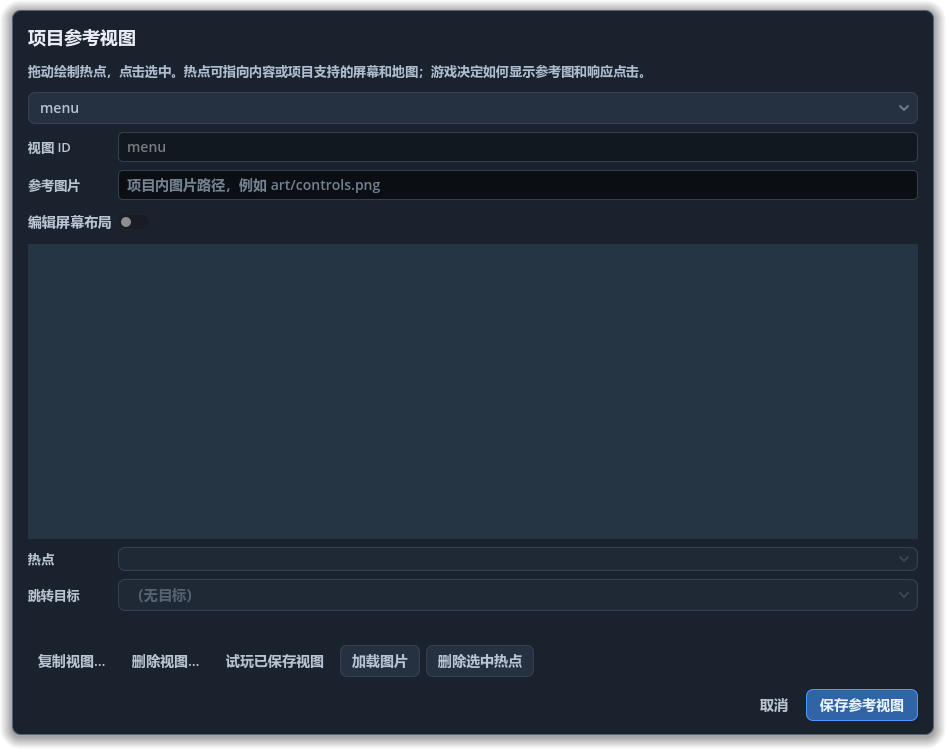 项目参考视图
拖动绘制热点，点击选中。热点可指向内容或项目支持的屏幕和地图；游戏决定如何显示参考图和响应点击。
menu
视图 ID
menu
参考图片
项目内图片路径，例如 art/controls.png
编辑屏幕布局
热点
跳转目标
（无目标）
复制视图... 删除视图... 试玩已保存视图 加载图片 删除选中热点
取消 保存参考视图